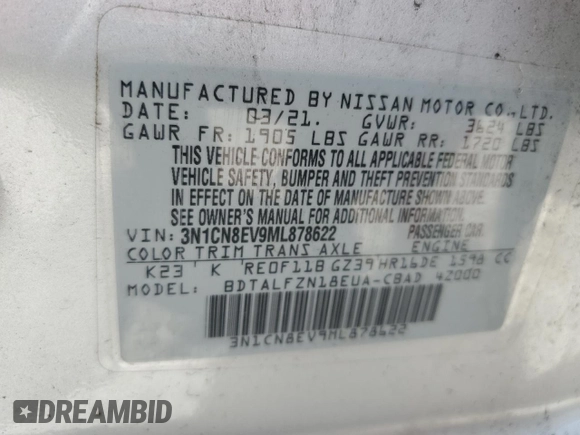 MANUFACTURED BY NISSAN MOTOR CO., LTD.
DATE: 03/21. GVWR: 3624 LBS
GAWR FR: 1905 LBS GAWR RR: 1720 LBS
THIS VEHICLE CONFORMS TO ALL APPLICABLE FEDERAL MOTOR
VEHICLE SAFETY, BUMPER AND THEFT PREVENTION STANDARDS
IN EFFECT ON THE DATE OF MANUFACTURE SHOWN ABOVE.
SEE OWNER'S MANUAL FOR ADDITIONAL INFORMATION.
VIN: 3N1CN8EV9ML878622 PASSENGER CAR.
COLOR TRIM TRANS AXLE ENGINE
K23 K RE0F11B GZ39 HR16DE 1598 CC
BDTALFZN18EUA-CBAD 42000
3N1CN8EV9ML878622
DREAMBID .com